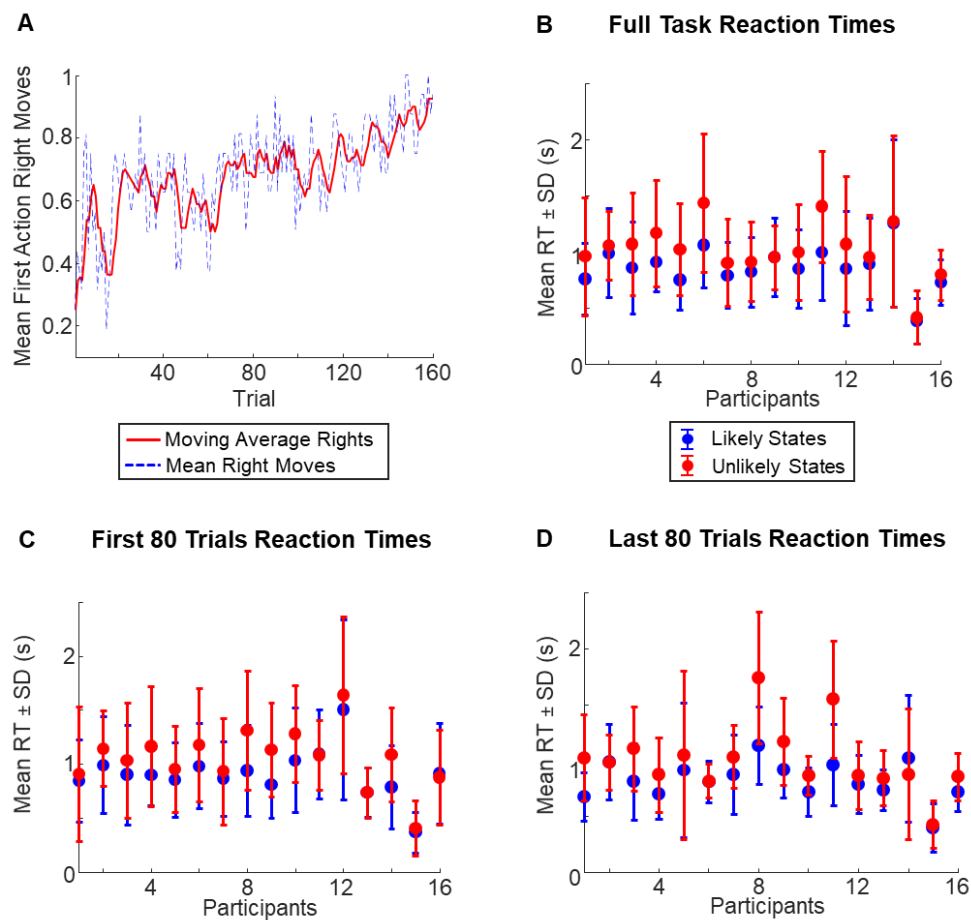 A
Mean First Action Right Moves
1
0.8
0.6
0.4
0.2
40
80
100
120
160
Trial
Moving Average Rights
Mean Right Moves
B Full Task Reaction Times
Mean RT ± SD (s)
2
1
0
4
8
12
16
Participants
Likely States
Unlikely States
C First 80 Trials Reaction Times
Mean RT ± SD (s)
2
1
0
4
8
12
16
Participants
D Last 80 Trials Reaction Times
Mean RT ± SD (s)
2
1
0
4
8
12
16
Participants